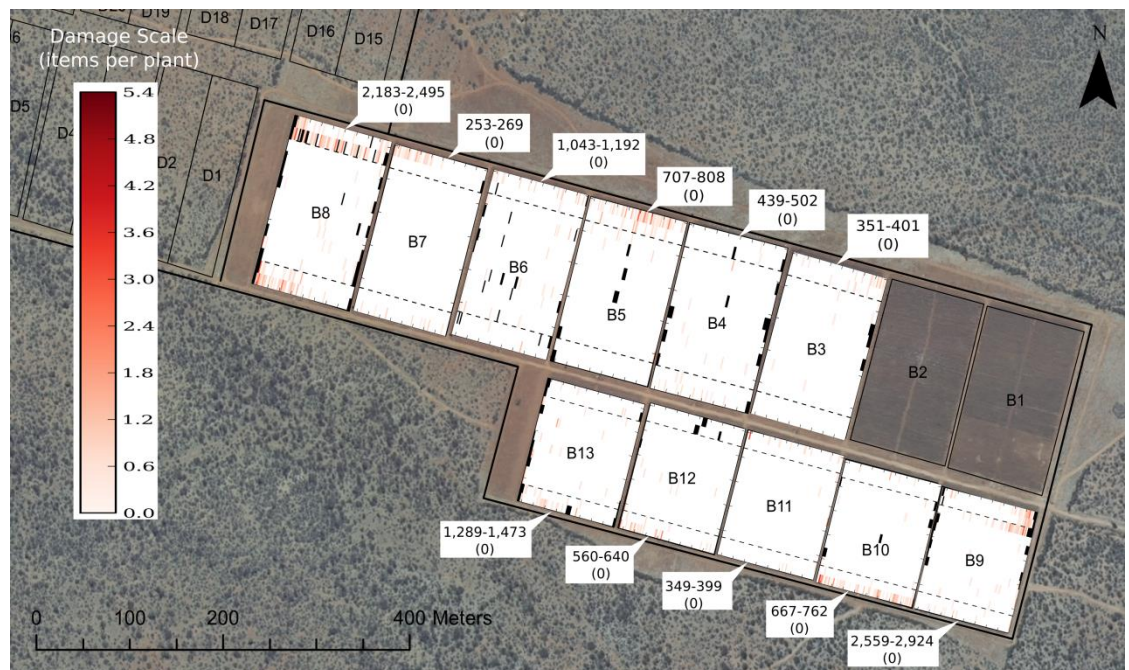 D19
D18
D17
D16
D15
Damage Scale
(items per plant)
N
5.4
4.8
4.2
3.6
3.0
2.4
1.8
1.2
0.6
0.0
D5
D2
D1
2,183-2,495
(0)
253-269
(0)
1,043-1,192
(0)
707-808
(0)
439-502
(0)
351-401
(0)
B8
B7
B6
B5
B4
B3
B2
B1
B13
B12
B11
B10
B9
1,289-1,473
(0)
560-640
(0)
349-399
(0)
667-762
(0)
2,559-2,924
(0)
0 100 200 400 Meters